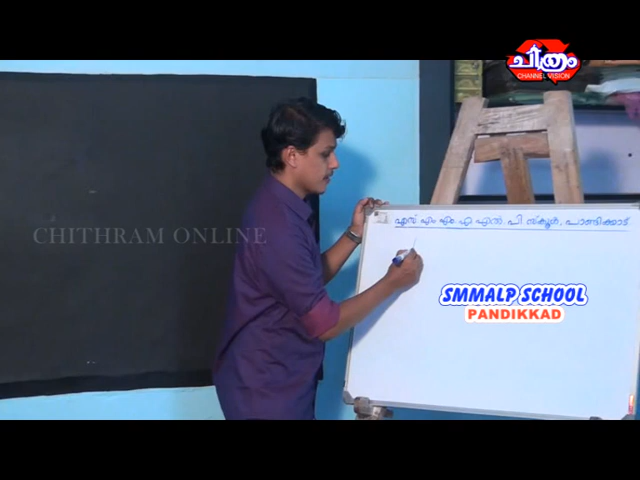 ചിത്രം
CHANNEL VISION
CHITHRAM ONLINE
എസ് എം എം എ എൽ പി സ്കൂൾ, പാണ്ടിക്കാട്
SMMALP SCHOOL
PANDIKKAD